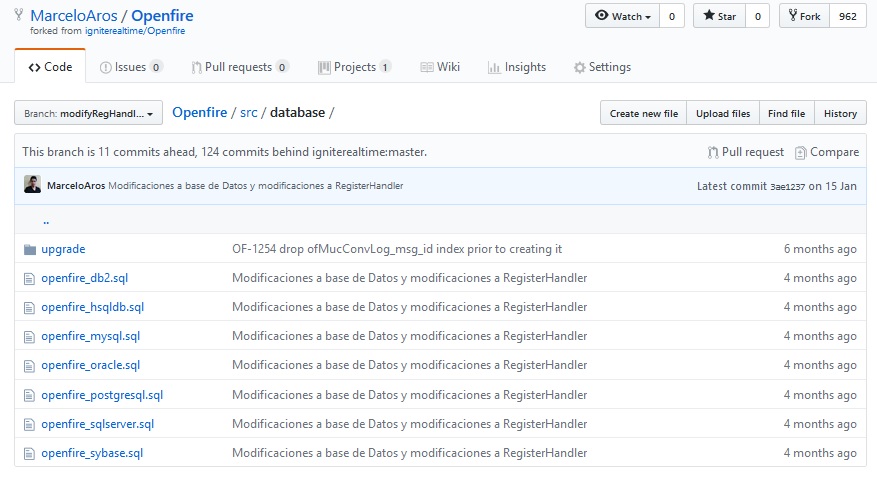 MarceloAros / Openfire
forked from igniterealtime/Openfire
Watch 0 Star 0 Fork 962
Code Issues 0 Pull requests 0 Projects 1 Wiki Insights Settings
Branch: modifyRegHandl... Openfire / src / database / Create new file Upload files Find file History
This branch is 11 commits ahead, 124 commits behind igniterealtime:master. Pull request Compare
MarceloAros Modificaciones a base de Datos y modificaciones a RegisterHandler Latest commit 3ae1237 on 15 Jan
..
upgrade OF-1254 drop ofMucConvLog_msg_id index prior to creating it 6 months ago
openfire_db2.sql Modificaciones a base de Datos y modificaciones a RegisterHandler 4 months ago
openfire_hsqldb.sql Modificaciones a base de Datos y modificaciones a RegisterHandler 4 months ago
openfire_mysql.sql Modificaciones a base de Datos y modificaciones a RegisterHandler 4 months ago
openfire_oracle.sql Modificaciones a base de Datos y modificaciones a RegisterHandler 4 months ago
openfire_postgresql.sql Modificaciones a base de Datos y modificaciones a RegisterHandler 4 months ago
openfire_sqlserver.sql Modificaciones a base de Datos y modificaciones a RegisterHandler 4 months ago
openfire_sybase.sql Modificaciones a base de Datos y modificaciones a RegisterHandler 4 months ago